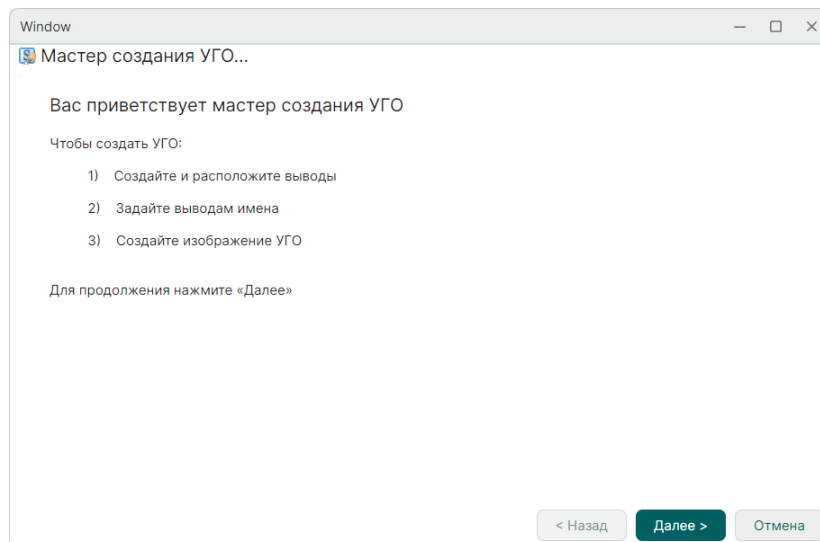 Window
Мастер создания УГО...
Вас приветствует мастер создания УГО
Чтобы создать УГО:
1) Создайте и расположите выводы
2) Задайте выводам имена
3) Создайте изображение УГО
Для продолжения нажмите «Далее»
< Назад Далее > Отмена